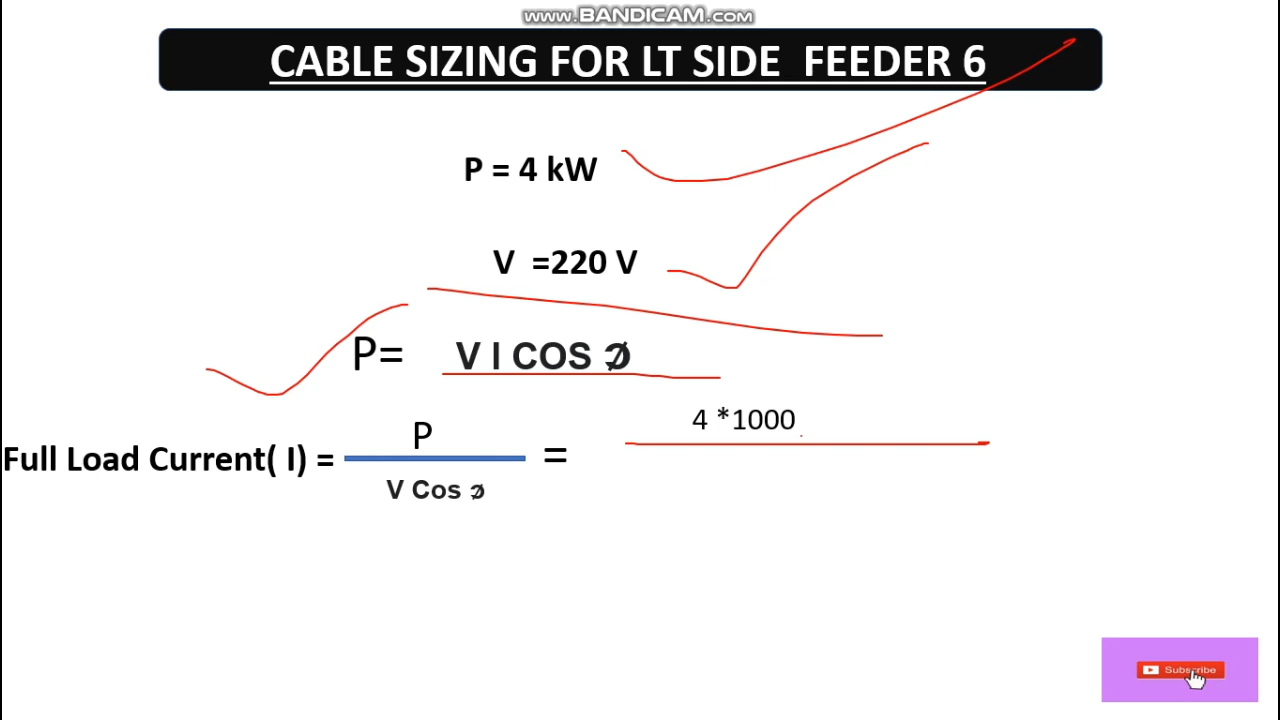 www.BANDICAM.com
CABLE SIZING FOR LT SIDE FEEDER 6
P = 4 kW
V =220 V
P= V I COS ∅
Full Load Current( I) = P / V Cos ∅ = 4 *1000
Subscribe